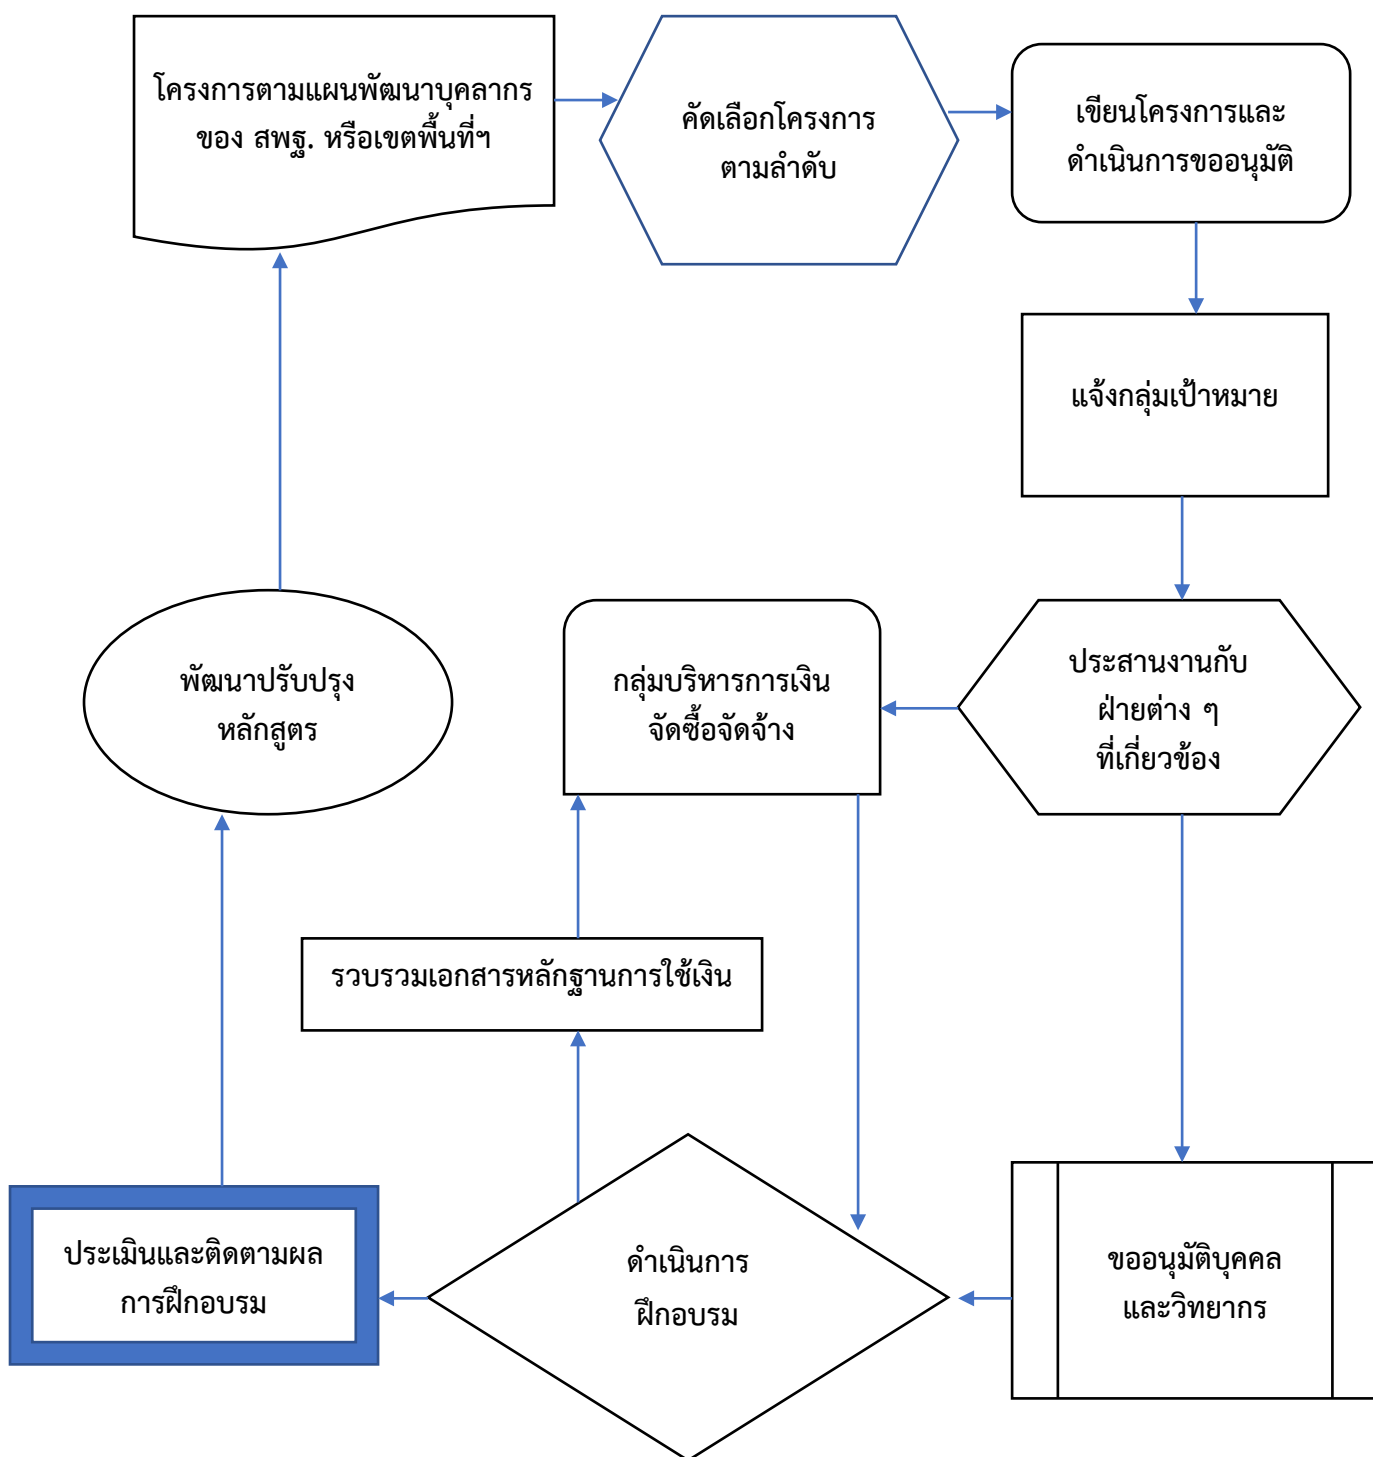 โครงการตามแผนพัฒนาบุคลากร
ของ สพฐ. หรือเขตพื้นที่ฯ
คัดเลือกโครงการ
ตามลำดับ
เขียนโครงการและ
ดำเนินการขออนุมัติ
แจ้งกลุ่มเป้าหมาย
ประสานงานกับ
ฝ่ายต่าง ๆ
ที่เกี่ยวข้อง
กลุ่มบริหารการเงิน
จัดซื้อจัดจ้าง
พัฒนาปรับปรุง
หลักสูตร
รวบรวมเอกสารหลักฐานการใช้เงิน
ขออนุมัติบุคคล
และวิทยากร
ดำเนินการ
ฝึกอบรม
ประเมินและติดตามผล
การฝึกอบรม